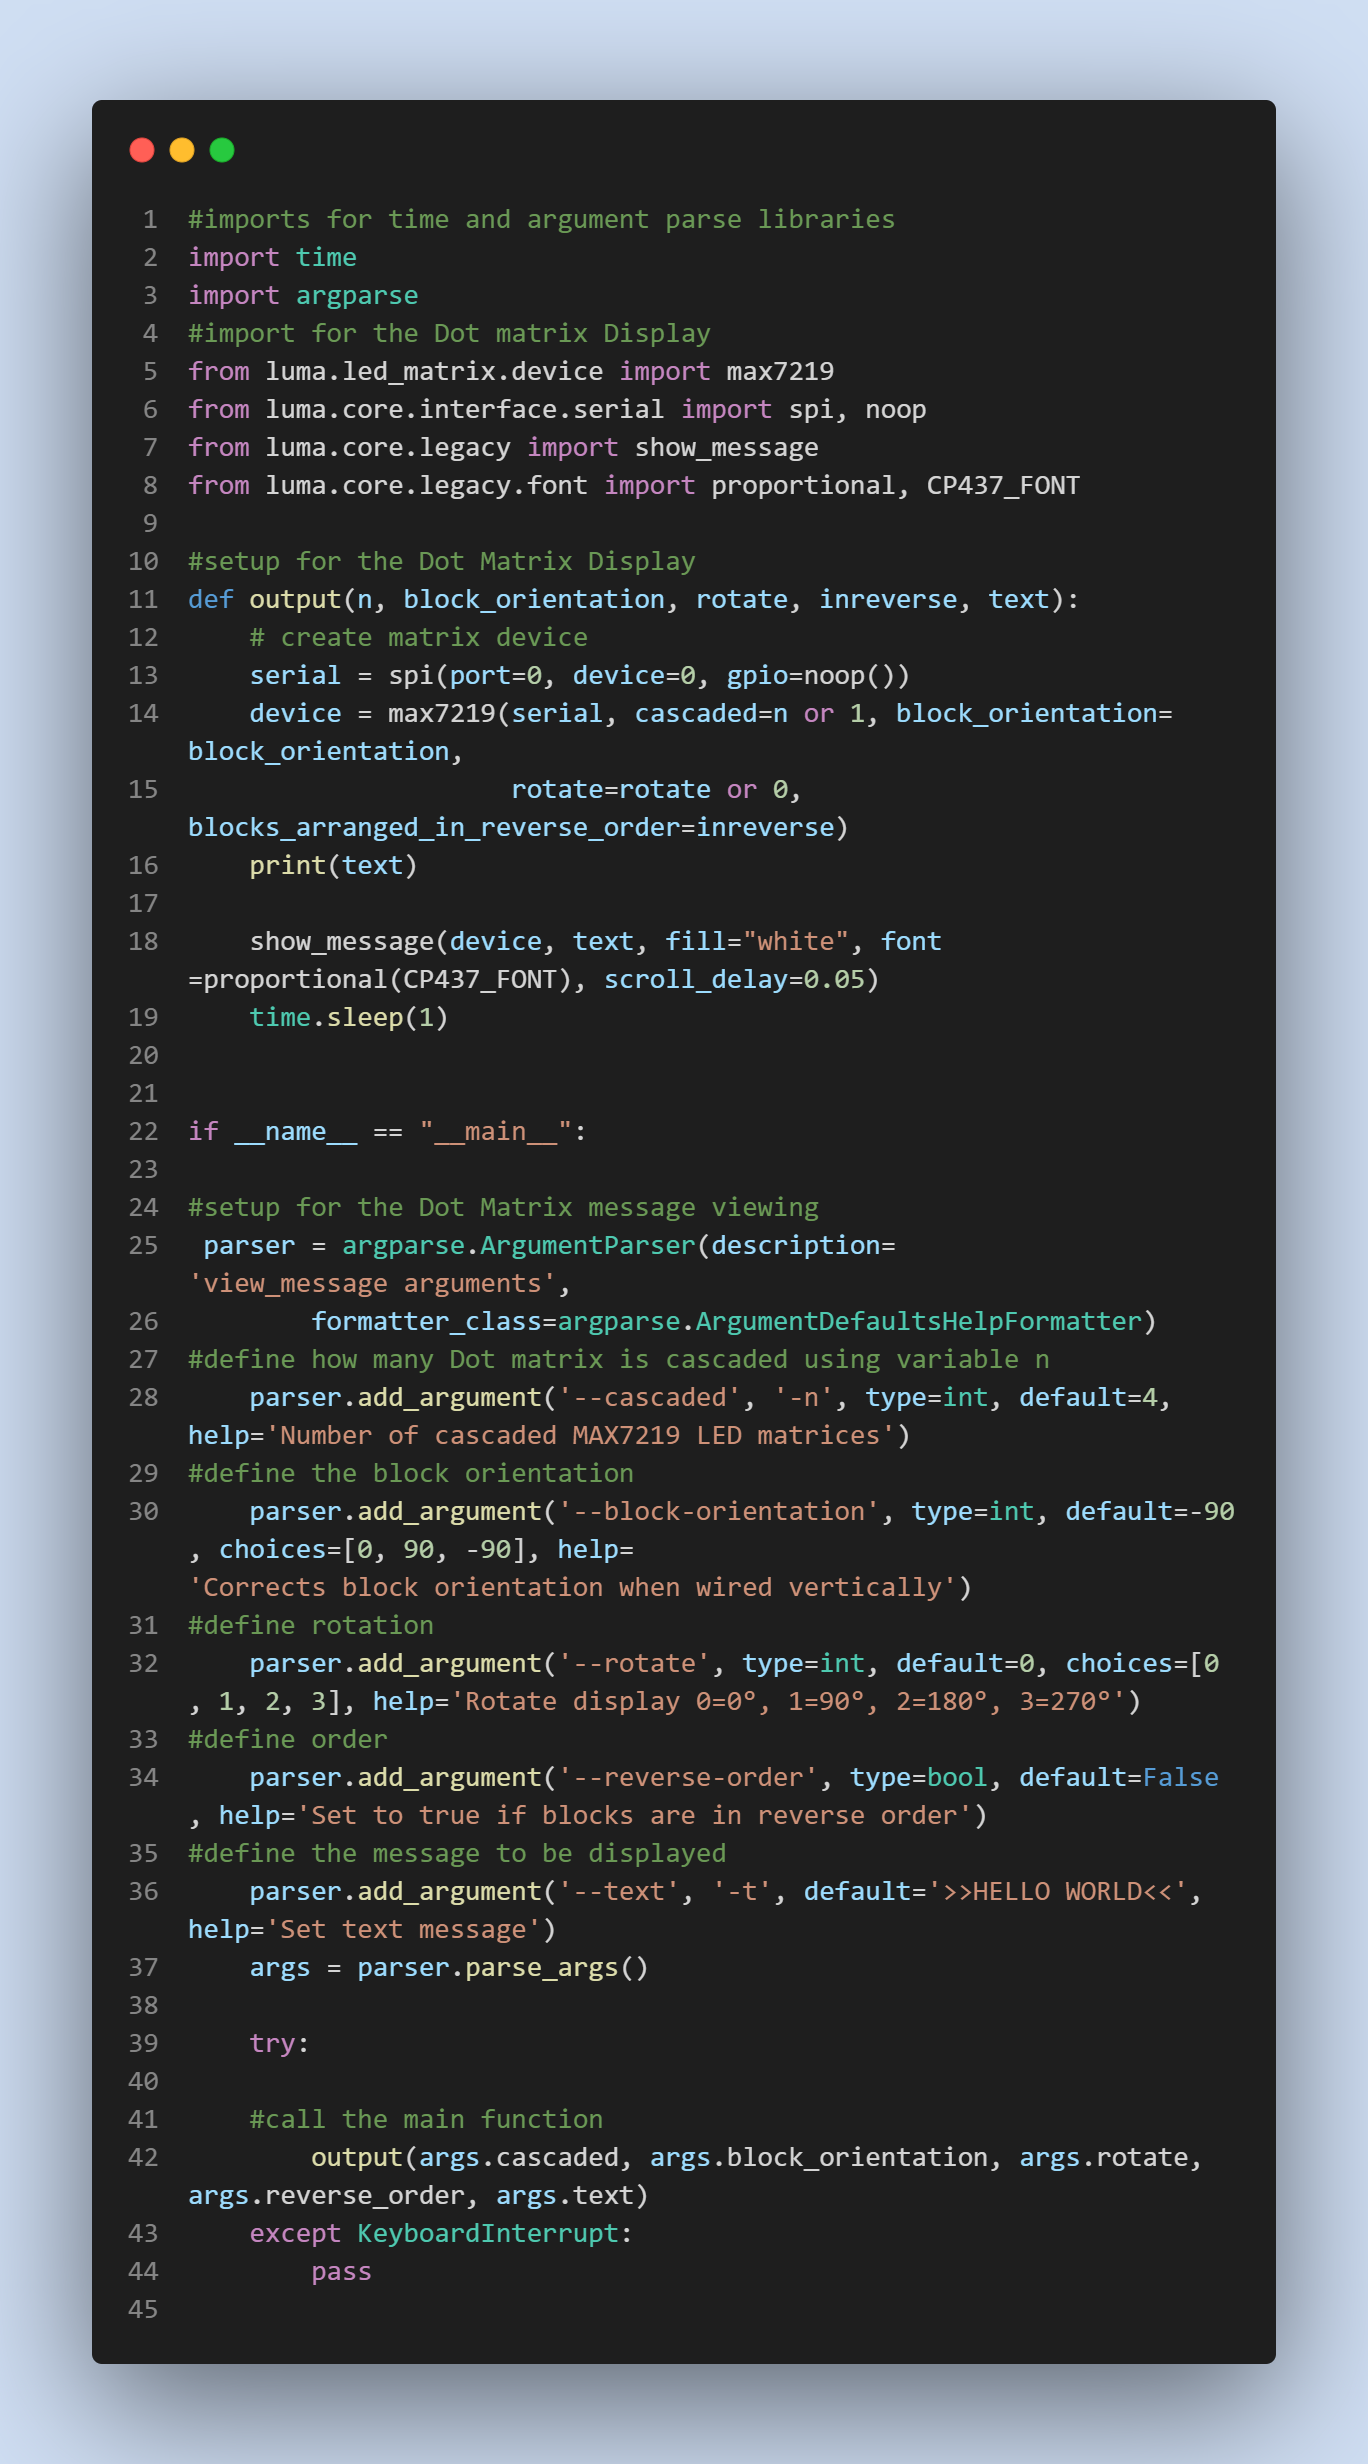 1 #imports for time and argument parse libraries
2 import time
3 import argparse
4 #import for the Dot matrix Display
5 from luma.led_matrix.device import max7219
6 from luma.core.interface.serial import spi, noop
7 from luma.core.legacy import show_message
8 from luma.core.legacy.font import proportional, CP437_FONT
9
10 #setup for the Dot Matrix Display
11 def output(n, block_orientation, rotate, inreverse, text):
12     # create matrix device
13     serial = spi(port=0, device=0, gpio=noop())
14     device = max7219(serial, cascaded=n or 1, block_orientation=
block_orientation,
15                      rotate=rotate or 0,
blocks_arranged_in_reverse_order=inreverse)
16     print(text)
17
18     show_message(device, text, fill="white", font
=proportional(CP437_FONT), scroll_delay=0.05)
19     time.sleep(1)
20
21
22 if __name__ == "__main__":
23
24 #setup for the Dot Matrix message viewing
25  parser = argparse.ArgumentParser(description=
'view_message arguments',
26         formatter_class=argparse.ArgumentDefaultsHelpFormatter)
27 #define how many Dot matrix is cascaded using variable n
28     parser.add_argument('--cascaded', '-n', type=int, default=4,
help='Number of cascaded MAX7219 LED matrices')
29 #define the block orientation
30     parser.add_argument('--block-orientation', type=int, default=-90
, choices=[0, 90, -90], help=
'Corrects block orientation when wired vertically')
31 #define rotation
32     parser.add_argument('--rotate', type=int, default=0, choices=[0
, 1, 2, 3], help='Rotate display 0=0°, 1=90°, 2=180°, 3=270°')
33 #define order
34     parser.add_argument('--reverse-order', type=bool, default=False
, help='Set to true if blocks are in reverse order')
35 #define the message to be displayed
36     parser.add_argument('--text', '-t', default='>>HELLO WORLD<<',
help='Set text message')
37     args = parser.parse_args()
38
39     try:
40
41     #call the main function
42         output(args.cascaded, args.block_orientation, args.rotate,
args.reverse_order, args.text)
43     except KeyboardInterrupt:
44         pass
45